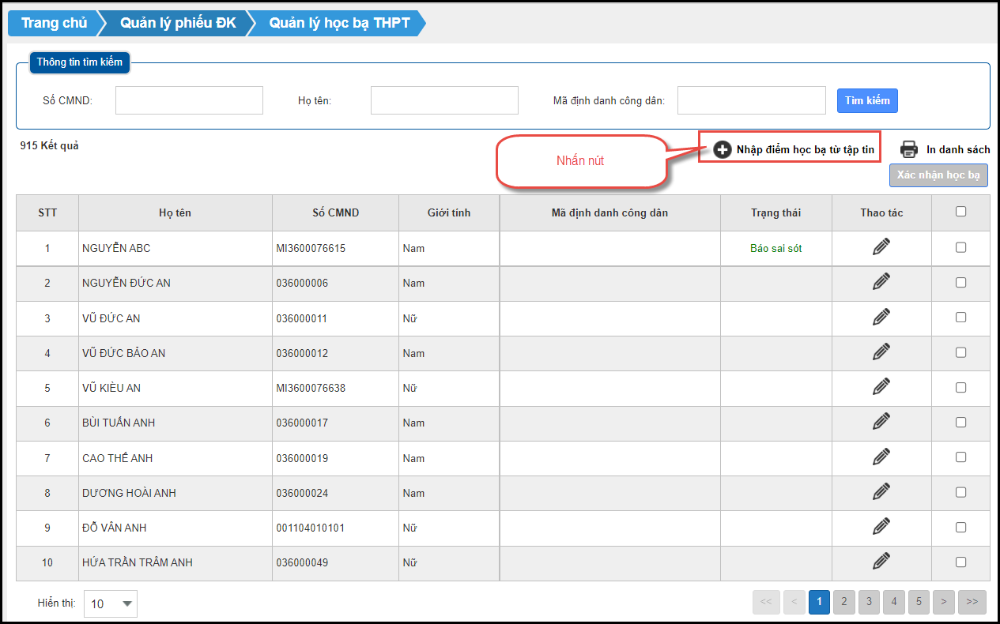 Trang chủ Quản lý phiếu ĐK Quản lý học bạ THPT
Thông tin tìm kiếm
Số CMND: Họ tên: Mã định danh công dân: Tìm kiếm
915 Kết quả
Nhấn nút
Nhập điểm học bạ từ tập tin In danh sách
Xác nhận học bạ
STT Họ tên Số CMND Giới tính Mã định danh công dân Trạng thái Thao tác
1 NGUYỄN ABC MI3600076615 Nam Báo sai sót
2 NGUYỄN ĐỨC AN 036000006 Nam
3 VŨ ĐỨC AN 036000011 Nữ
4 VŨ ĐỨC BẢO AN 036000012 Nam
5 VŨ KIỀU AN MI3600076638 Nữ
6 BÙI TUẤN ANH 036000017 Nam
7 CAO THẾ ANH 036000019 Nam
8 DƯƠNG HOÀI ANH 036000024 Nam
9 ĐỖ VÂN ANH 001104010101 Nữ
10 HỨA TRẦN TRÂM ANH 036000049 Nữ
Hiển thị: 10 << < 1 2 3 4 5 > >>